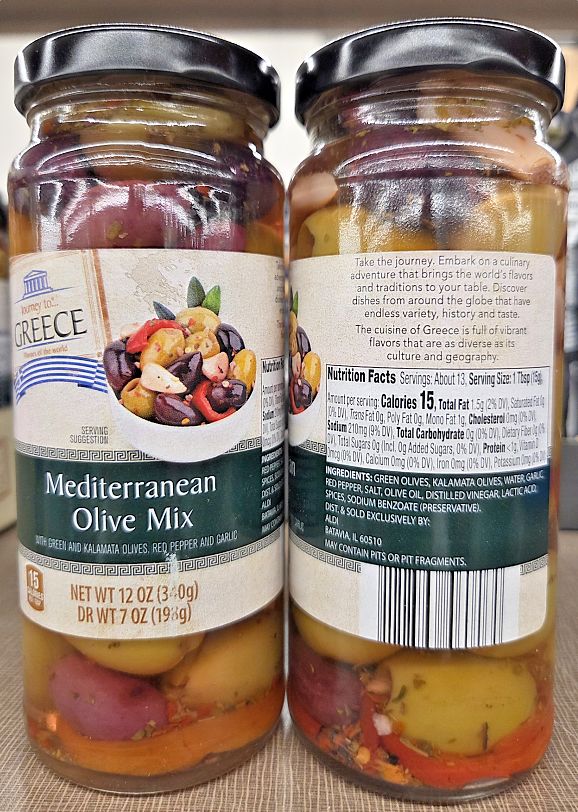 Journey to...
GREECE
Flavors of the world
SERVING
SUGGESTION
Mediterranean
Olive Mix
WITH GREEN AND KALAMATA OLIVES, RED PEPPER AND GARLIC
15
NET WT 12 OZ (340g)
DR WT 7 OZ (198g)
Take the journey. Embark on a culinary
adventure that brings the world's flavors
and traditions to your table. Discover
dishes from around the globe that have
endless variety, history and taste.
The cuisine of Greece is full of vibrant
flavors that are as diverse as its
culture and geography.
Nutrition Facts Servings: About 13, Serving Size: 1 Tbsp (15g),
Amount per serving: Calories 15, Total Fat 1.5g (2% DV), Saturated Fat 0g
(0% DV), Trans Fat 0g, Poly Fat 0g, Mono Fat 1g, Cholesterol 0mg (0% DV),
Sodium 210mg (9% DV), Total Carbohydrate 0g (0% DV), Dietary Fiber 0g (0%
DV), Total Sugars 0g (Incl. 0g Added Sugars, 0% DV), Protein <1g, Vitamin D
0mcg (0% DV), Calcium 0mg (0% DV), Iron 0mg (0% DV), Potassium 0mg
INGREDIENTS: GREEN OLIVES, KALAMATA OLIVES, WATER, GARLIC,
RED PEPPER, SALT, OLIVE OIL, DISTILLED VINEGAR, LACTIC ACID,
SPICES, SODIUM BENZOATE (PRESERVATIVE).
DIST. & SOLD EXCLUSIVELY BY:
ALDI
BATAVIA, IL 60510
MAY CONTAIN PITS OR PIT FRAGMENTS.